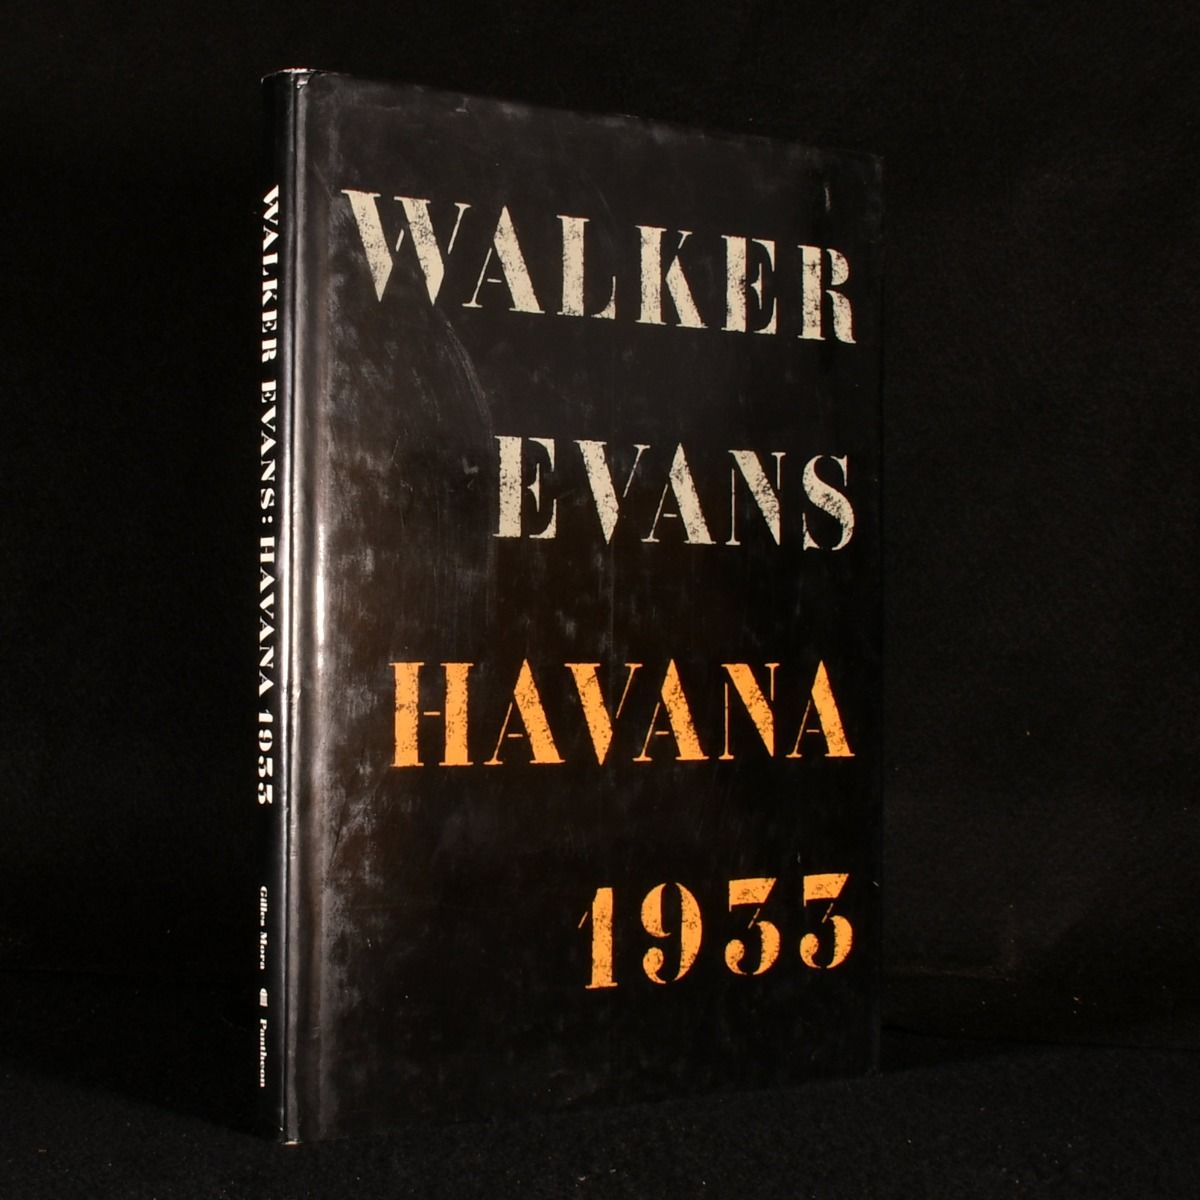 WALKER
EVANS
HAVANA
1933
WALKER EVANS: HAVANA 1933
Gilles Mora
Pantheon